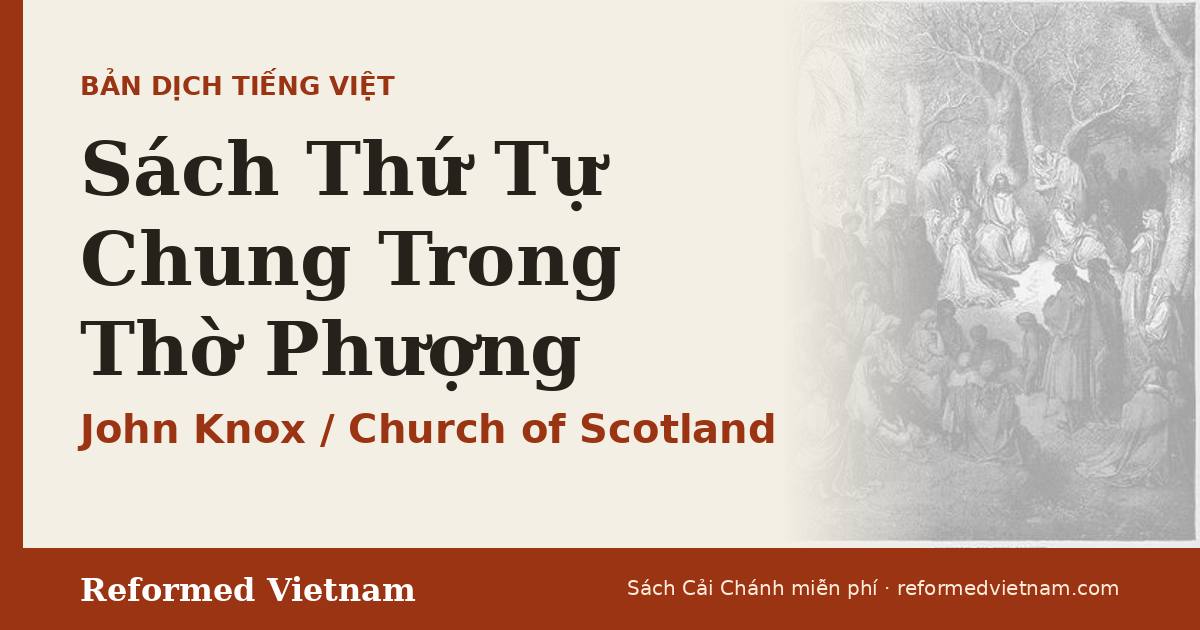 BẢN DỊCH TIẾNG VIỆT
Sách Thứ Tự
Chung Trong
Thờ Phượng
John Knox / Church of Scotland
Reformed Vietnam
Sách Cải Chánh miễn phí · reformedvietnam.com